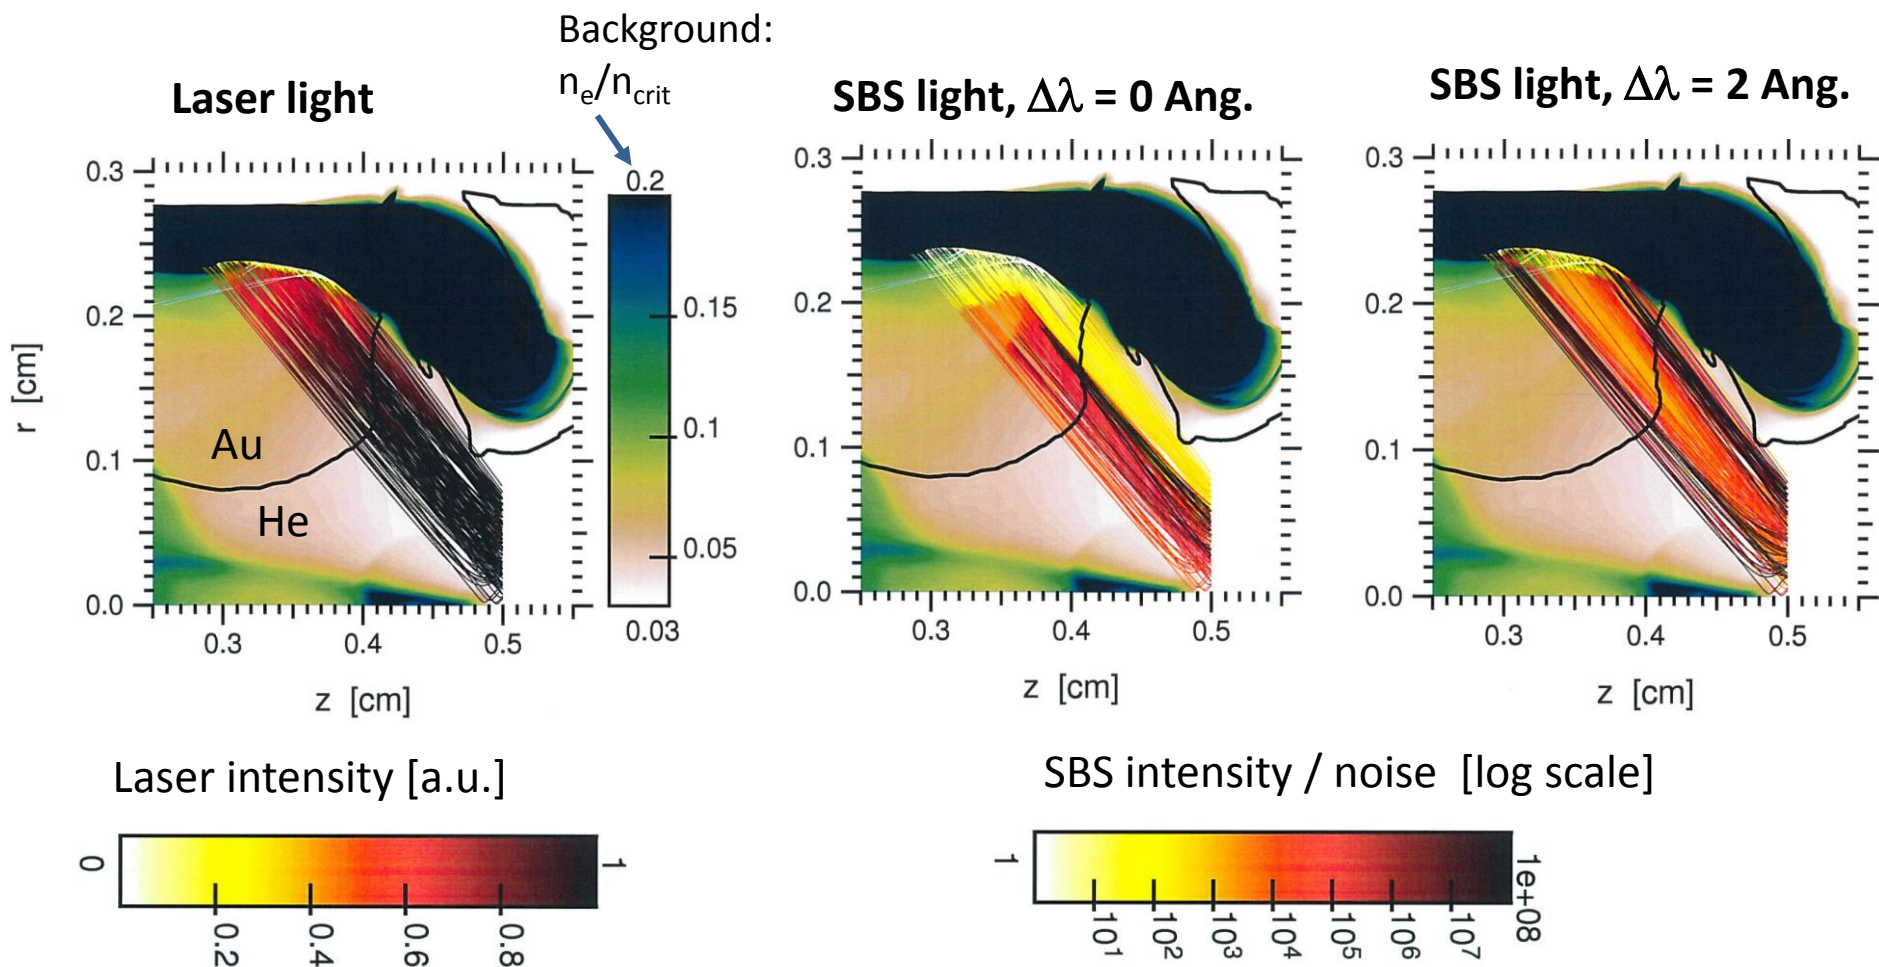 Background:
nₑ/n_crit
Laser light
SBS light, Δλ = 0 Ang.
SBS light, Δλ = 2 Ang.
0.3
0.2
0.1
0.0
r [cm]
0.3 0.4 0.5
z [cm]
Au
He
0.2
0.15
0.1
0.05
0.03
0.3
0.2
0.1
0.0
0.3 0.4 0.5
z [cm]
0.3
0.2
0.1
0.0
0.3 0.4 0.5
z [cm]
Laser intensity [a.u.]
0 1
0.2 0.4 0.6 0.8
SBS intensity / noise [log scale]
1 1e+08
10¹ 10² 10³ 10⁴ 10⁵ 10⁶ 10⁷